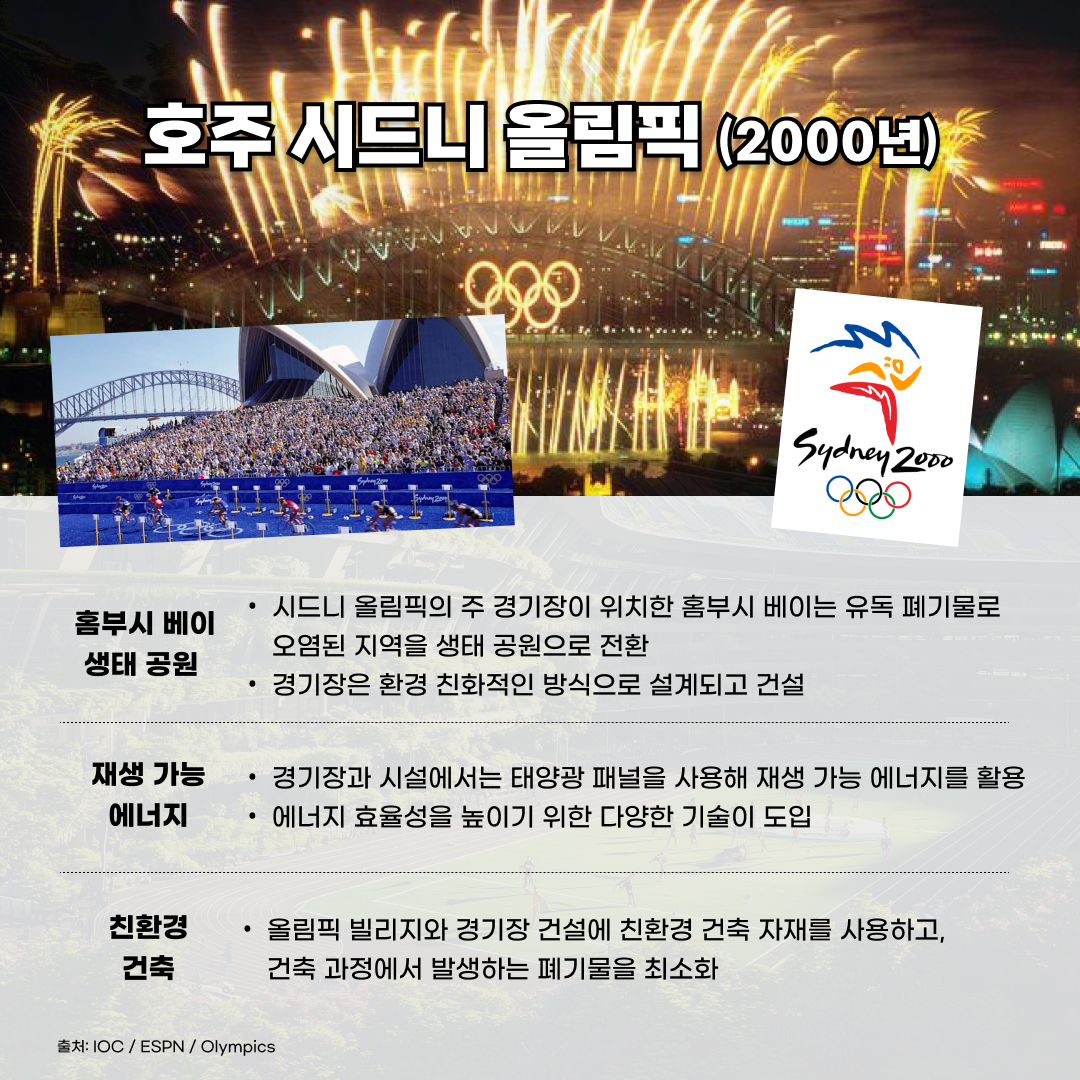 호주 시드니 올림픽 (2000년)
PHILIPS
Sydney 2000
Sydney 2000
Sydney 2000
홈부시 베이
생태 공원
• 시드니 올림픽의 주 경기장이 위치한 홈부시 베이는 유독 폐기물로
오염된 지역을 생태 공원으로 전환
• 경기장은 환경 친화적인 방식으로 설계되고 건설
재생 가능
에너지
• 경기장과 시설에서는 태양광 패널을 사용해 재생 가능 에너지를 활용
• 에너지 효율성을 높이기 위한 다양한 기술이 도입
친환경
건축
• 올림픽 빌리지와 경기장 건설에 친환경 건축 자재를 사용하고,
건축 과정에서 발생하는 폐기물을 최소화
출처: IOC / ESPN / Olympics